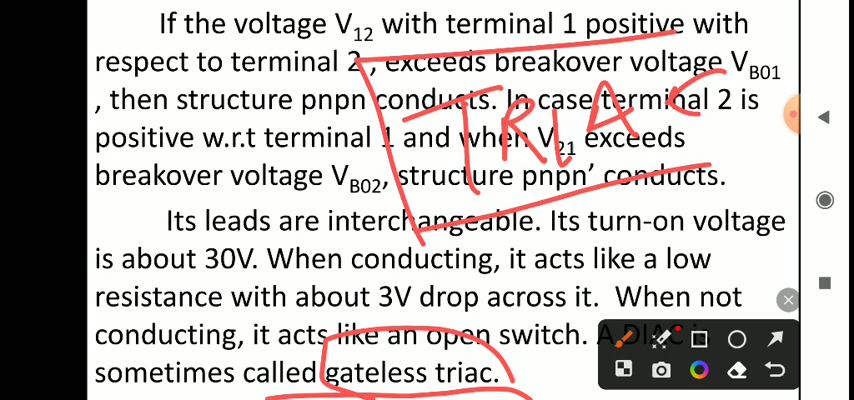 If the voltage V12 with terminal 1 positive with
respect to terminal 2 , exceeds breakover voltage VB01
, then structure pnpn conducts. In case terminal 2 is
positive w.r.t terminal 1 and when V21 exceeds
breakover voltage VB02, structure pnpn’ conducts.
TRIAC
Its leads are interchangeable. Its turn-on voltage
is about 30V. When conducting, it acts like a low
resistance with about 3V drop across it. When not
conducting, it acts like an open switch. A DIAC is
sometimes called gateless triac.